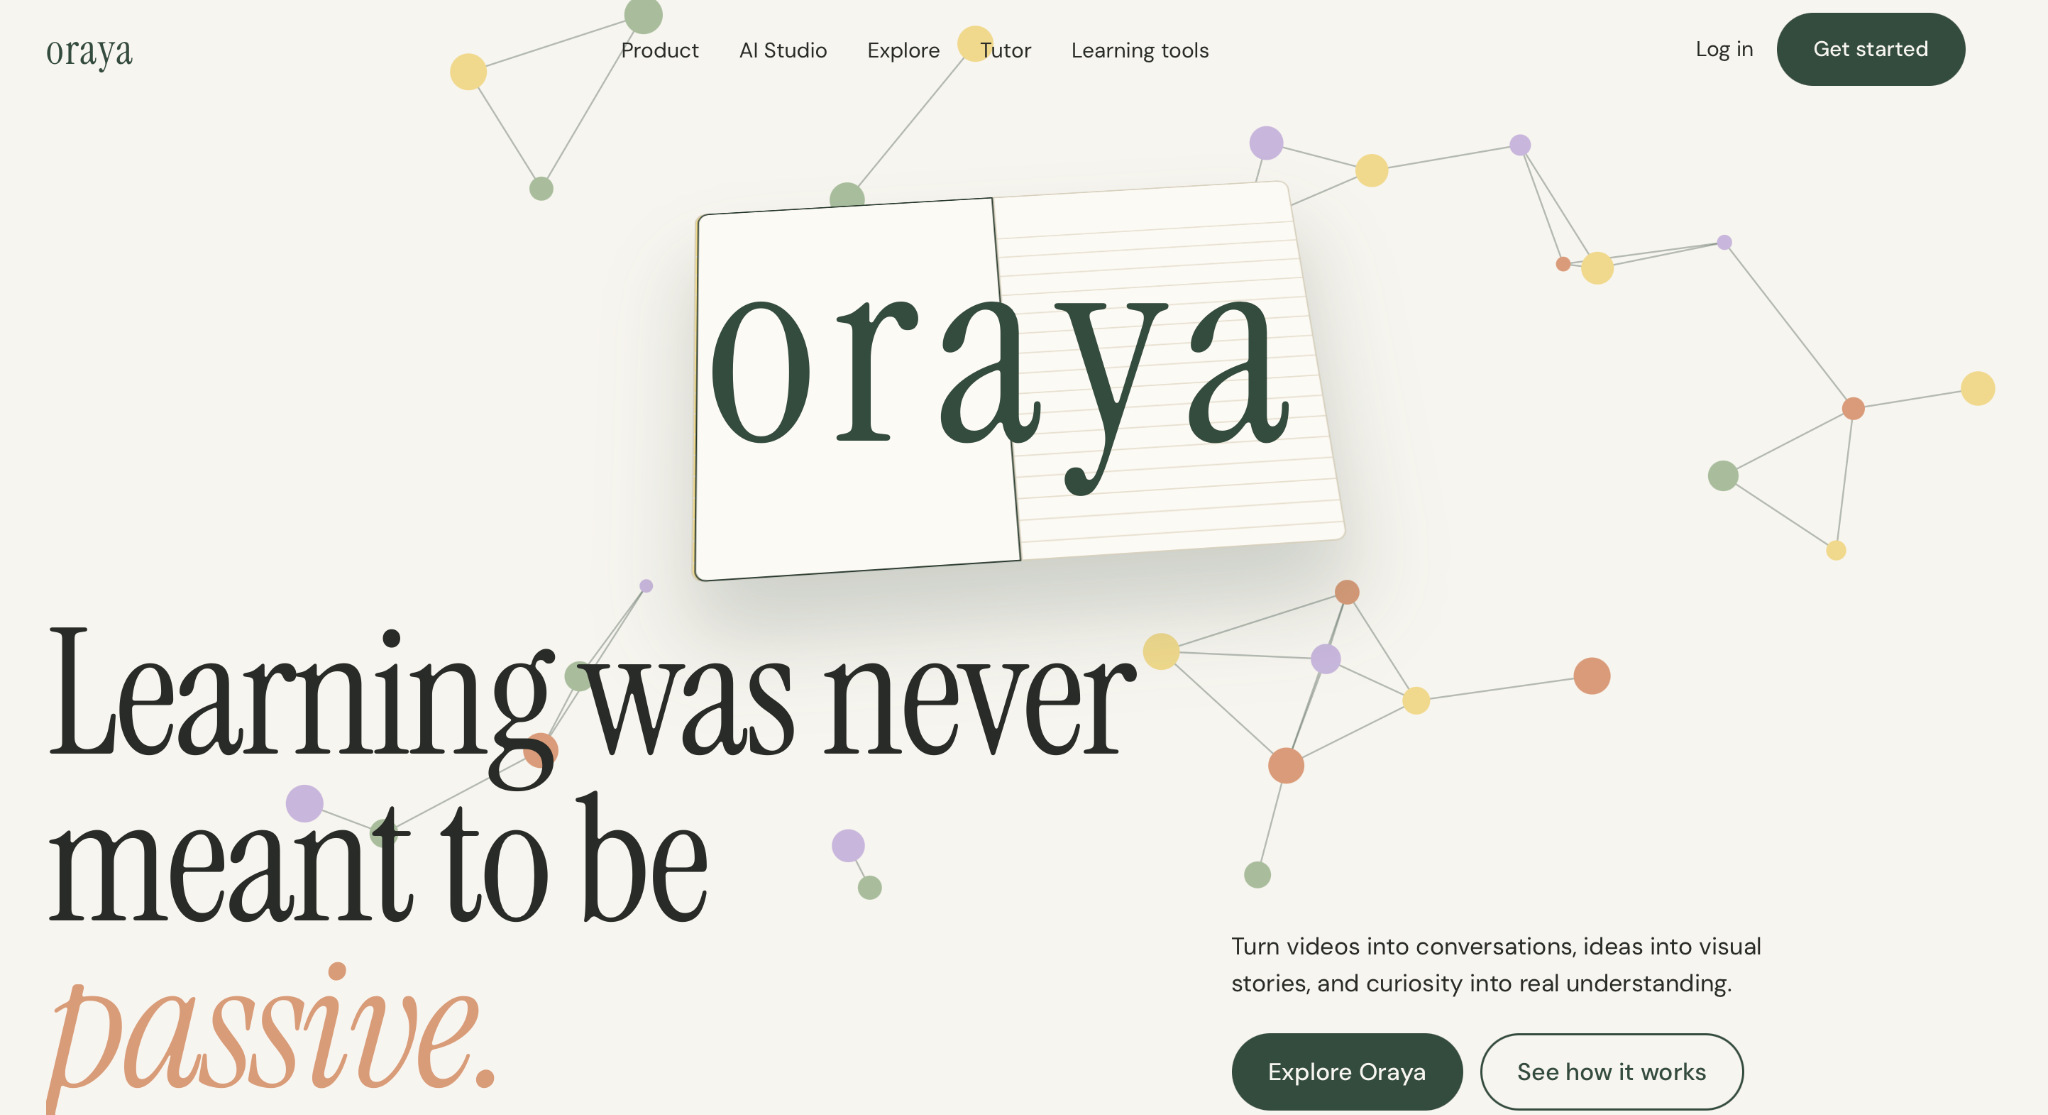 oraya
Product AI Studio Explore Tutor Learning tools
Log in Get started
oraya
Learning was never
meant to be
passive.
Turn videos into conversations, ideas into visual
stories, and curiosity into real understanding.
Explore Oraya See how it works